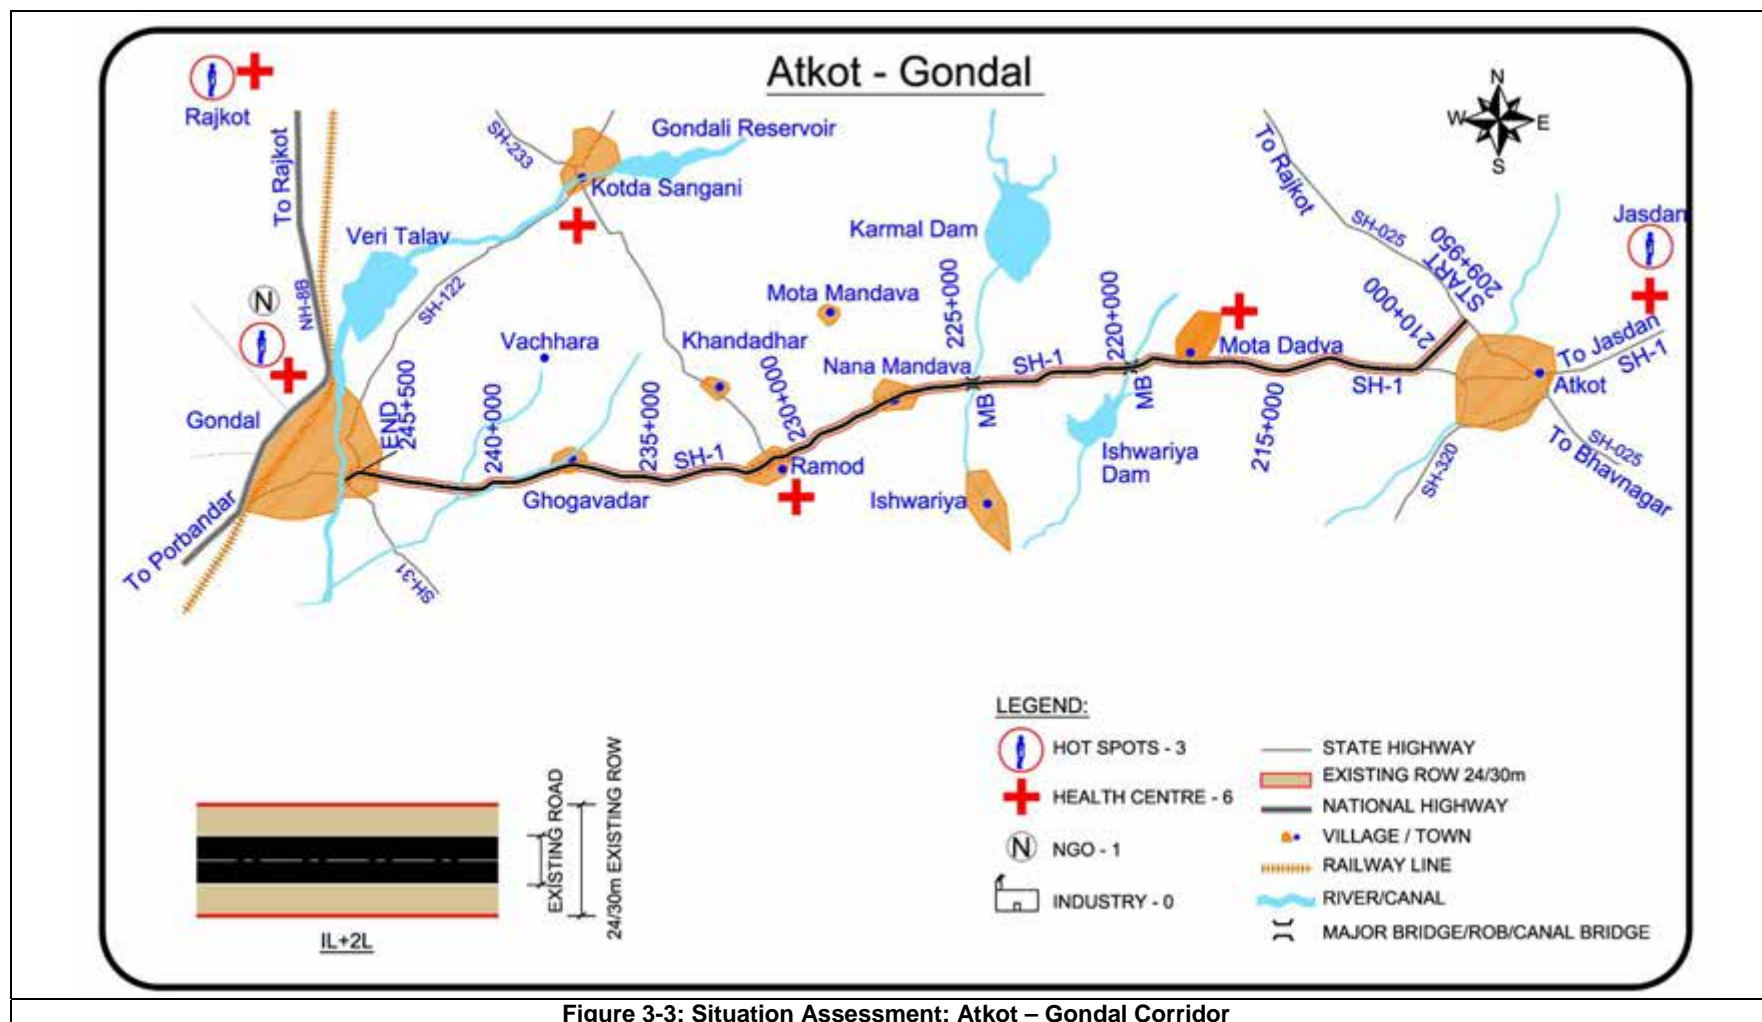 Atkot - Gondal
Rajkot
To Rajkot
NH-8B
SH-233
Gondali Reservoir
Kotda Sangani
Veri Talav
SH-122
N
Gondal
To Porbandar
END
245+500
SH-31
240+000
Vachhara
Ghogavadar
235+000
SH-1
Khandadhar
Mota Mandava
230+000
Ramod
Nana Mandava
Karmal Dam
225+000
MB
SH-1
Ishwariya
220+000
MB
Ishwariya
Dam
Mota Dadva
215+000
SH-1
210+000
START
209+950
To Rajkot
SH-025
N
W
E
S
Jasdan
To Jasdan
SH-1
Atkot
SH-025
To Bhavnagar
SH-320
LEGEND:
HOT SPOTS - 3
HEALTH CENTRE - 6
N NGO - 1
INDUSTRY - 0
STATE HIGHWAY
EXISTING ROW 24/30m
NATIONAL HIGHWAY
VILLAGE / TOWN
RAILWAY LINE
RIVER/CANAL
MAJOR BRIDGE/ROB/CANAL BRIDGE
EXISTING ROAD
24/30m EXISTING ROW
IL+2L
Figure 3-3: Situation Assessment: Atkot – Gondal Corridor